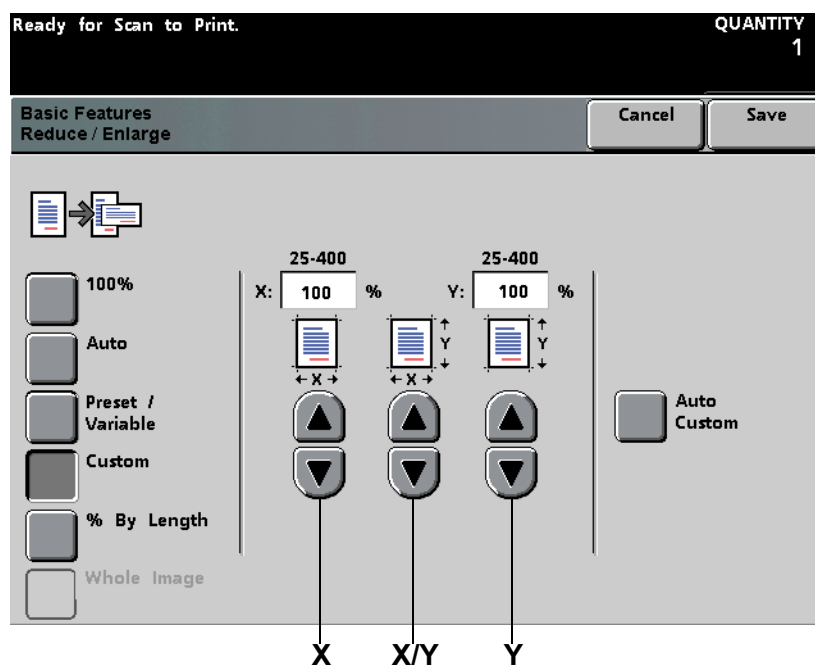 Ready for Scan to Print.
QUANTITY
1
Basic Features
Reduce / Enlarge
Cancel
Save
100%
Auto
Preset /
Variable
Custom
% By Length
Whole Image
25-400
X: 100 %
25-400
Y: 100 %
X
X
Y
Y
Auto
Custom
X
X/Y
Y